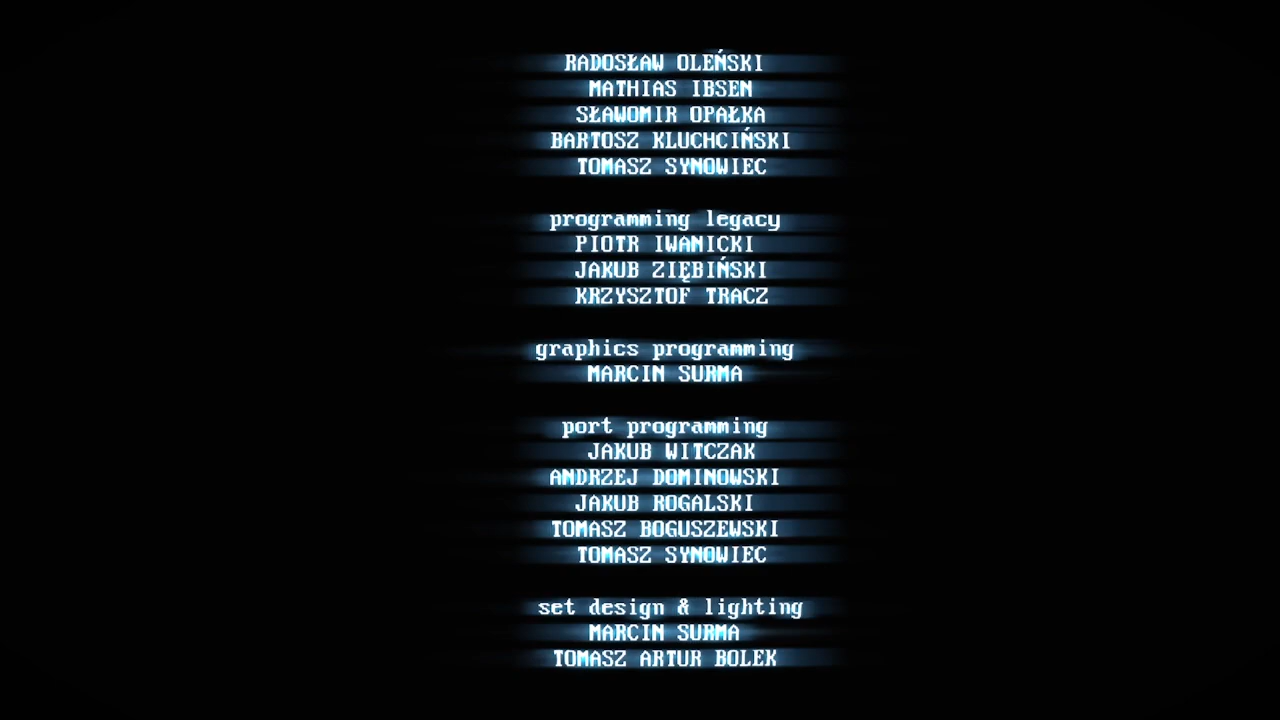 RADOSŁAW OLEŃSKI
MATHIAS IBSEN
SŁAWOMIR OPAŁKA
BARTOSZ KLUCHCIŃSKI
TOMASZ SYNOWIEC
programming legacy
PIOTR IWANICKI
JAKUB ZIĘBIŃSKI
KRZYSZTOF TRACZ
graphics programming
MARCIN SURMA
port programming
JAKUB WITCZAK
ANDRZEJ DOMINOWSKI
JAKUB ROGALSKI
TOMASZ BOGUSZEWSKI
TOMASZ SYNOWIEC
set design & lighting
MARCIN SURMA
TOMASZ ARTUR BOLEK